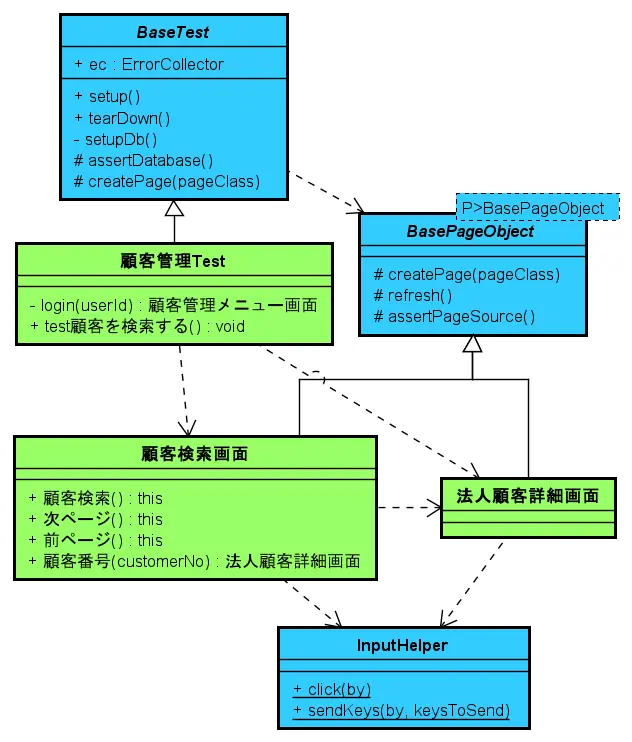 BaseTest
+ ec : ErrorCollector
+ setup()
+ tearDown()
- setupDb()
# assertDatabase()
# createPage(pageClass)
P>BasePageObject
BasePageObject
# createPage(pageClass)
# refresh()
# assertPageSource()
顧客管理Test
- login(userId) : 顧客管理メニュー画面
+ test顧客を検索する() : void
顧客検索画面
+ 顧客検索() : this
+ 次ページ() : this
+ 前ページ() : this
+ 顧客番号(customerNo) : 法人顧客詳細画面
法人顧客詳細画面
InputHelper
+ click(by)
+ sendKeys(by, keysToSend)